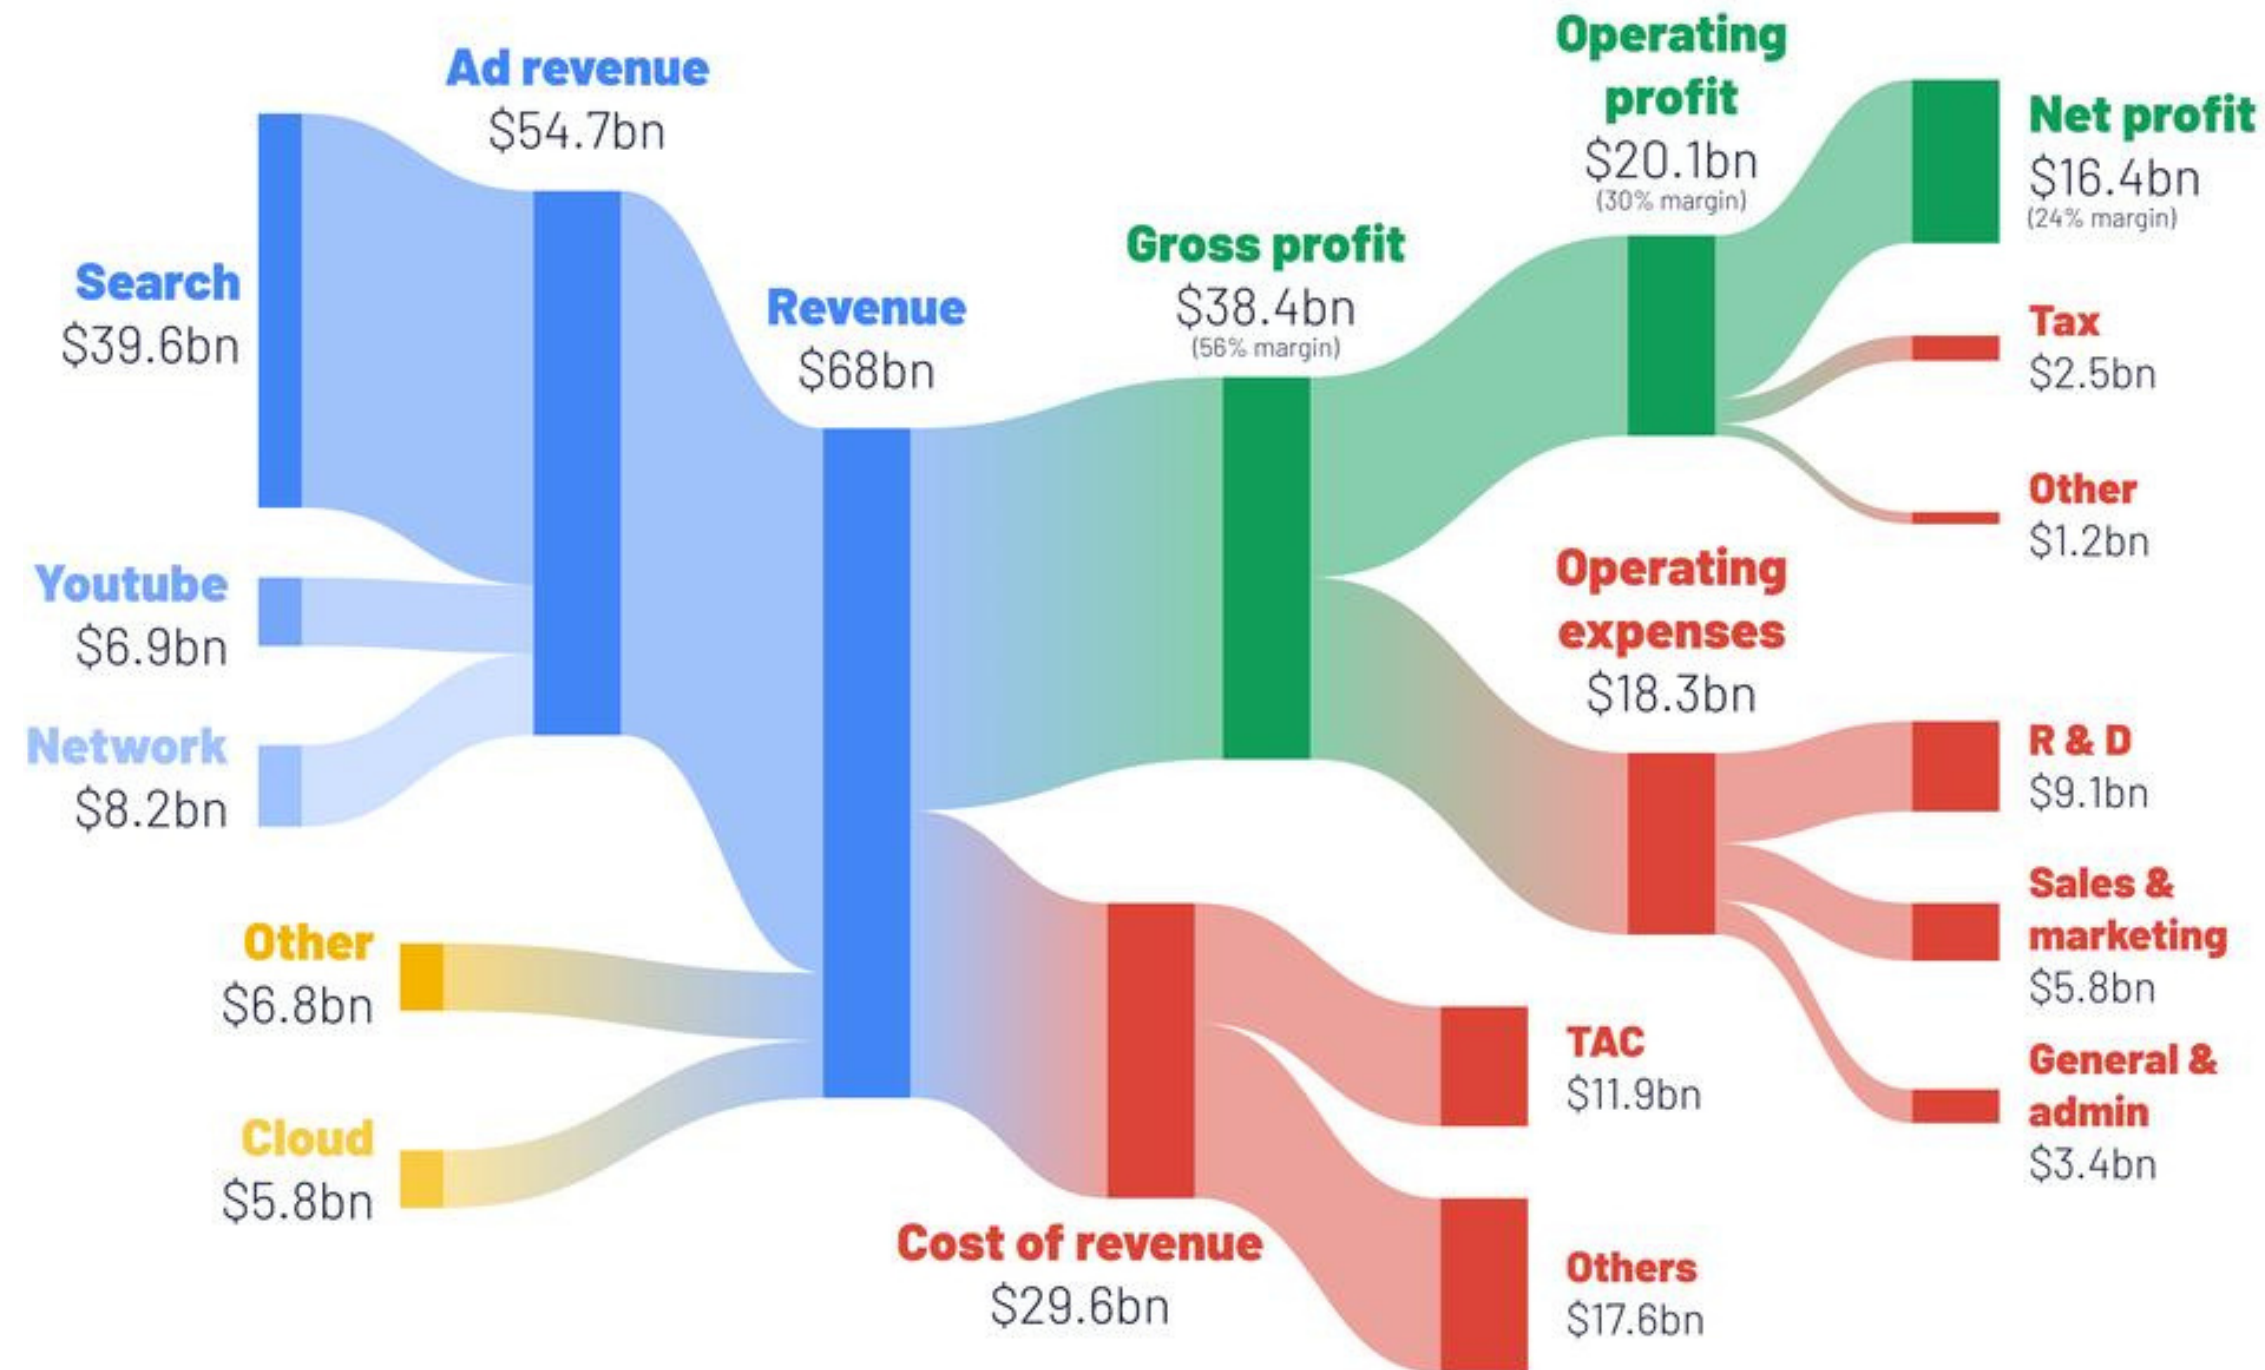 Ad revenue
$54.7bn
Search
$39.6bn
Youtube
$6.9bn
Network
$8.2bn
Other
$6.8bn
Cloud
$5.8bn
Revenue
$68bn
Gross profit
$38.4bn
(56% margin)
Cost of revenue
$29.6bn
Operating
profit
$20.1bn
(30% margin)
Operating
expenses
$18.3bn
TAC
$11.9bn
Others
$17.6bn
Net profit
$16.4bn
(24% margin)
Tax
$2.5bn
Other
$1.2bn
R & D
$9.1bn
Sales &
marketing
$5.8bn
General &
admin
$3.4bn